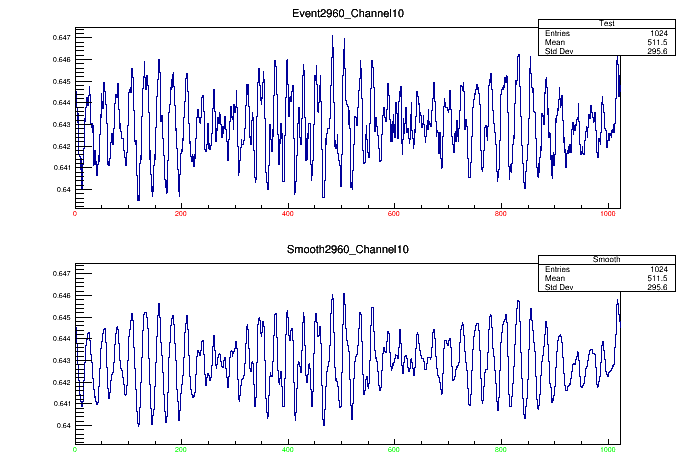 Event2960_Channel10
Test
Entries 1024
Mean 511.5
Std Dev 295.6
0.647
0.646
0.645
0.644
0.643
0.642
0.641
0.64
0 200 400 600 800 1000
Smooth2960_Channel10
Smooth
Entries 1024
Mean 511.5
Std Dev 295.6
0.647
0.646
0.645
0.644
0.643
0.642
0.641
0.64
0 200 400 600 800 1000